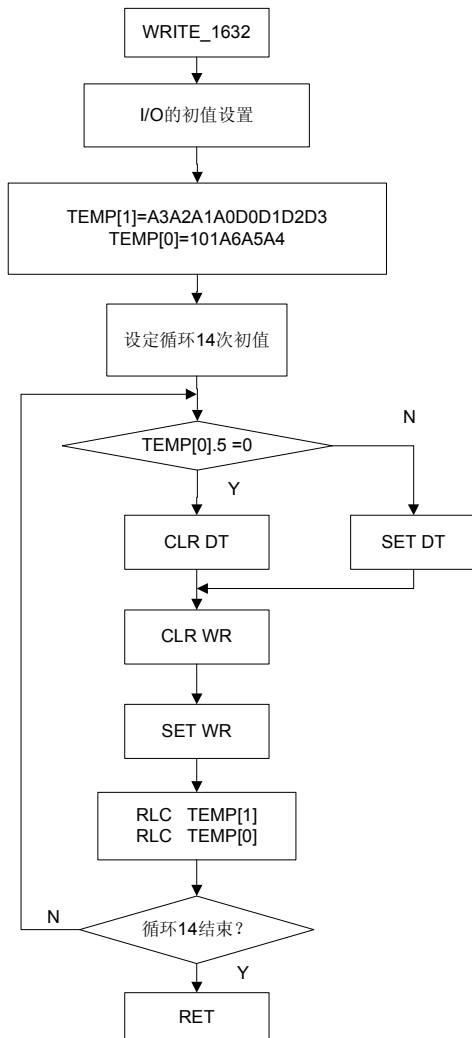 WRITE_1632
I/O的初值设置
TEMP[1]=A3A2A1A0D0D1D2D3
TEMP[0]=101A6A5A4
设定循环14次初值
N
TEMP[0].5 =0
Y
CLR DT
SET DT
CLR WR
SET WR
RLC TEMP[1]
RLC TEMP[0]
N
循环14结束?
Y
RET